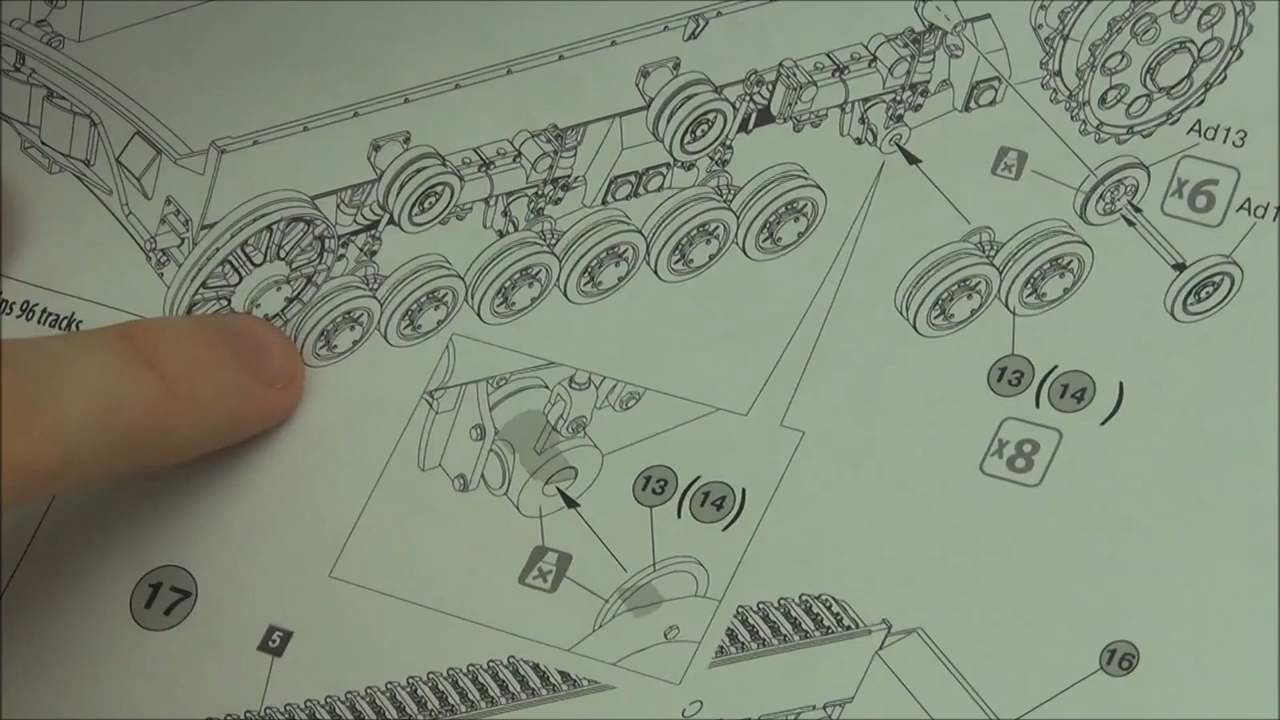 Ad13
x
x6
Ad1
ns 96 tracks
13 (14)
x8
13 (14)
x
17
5
16